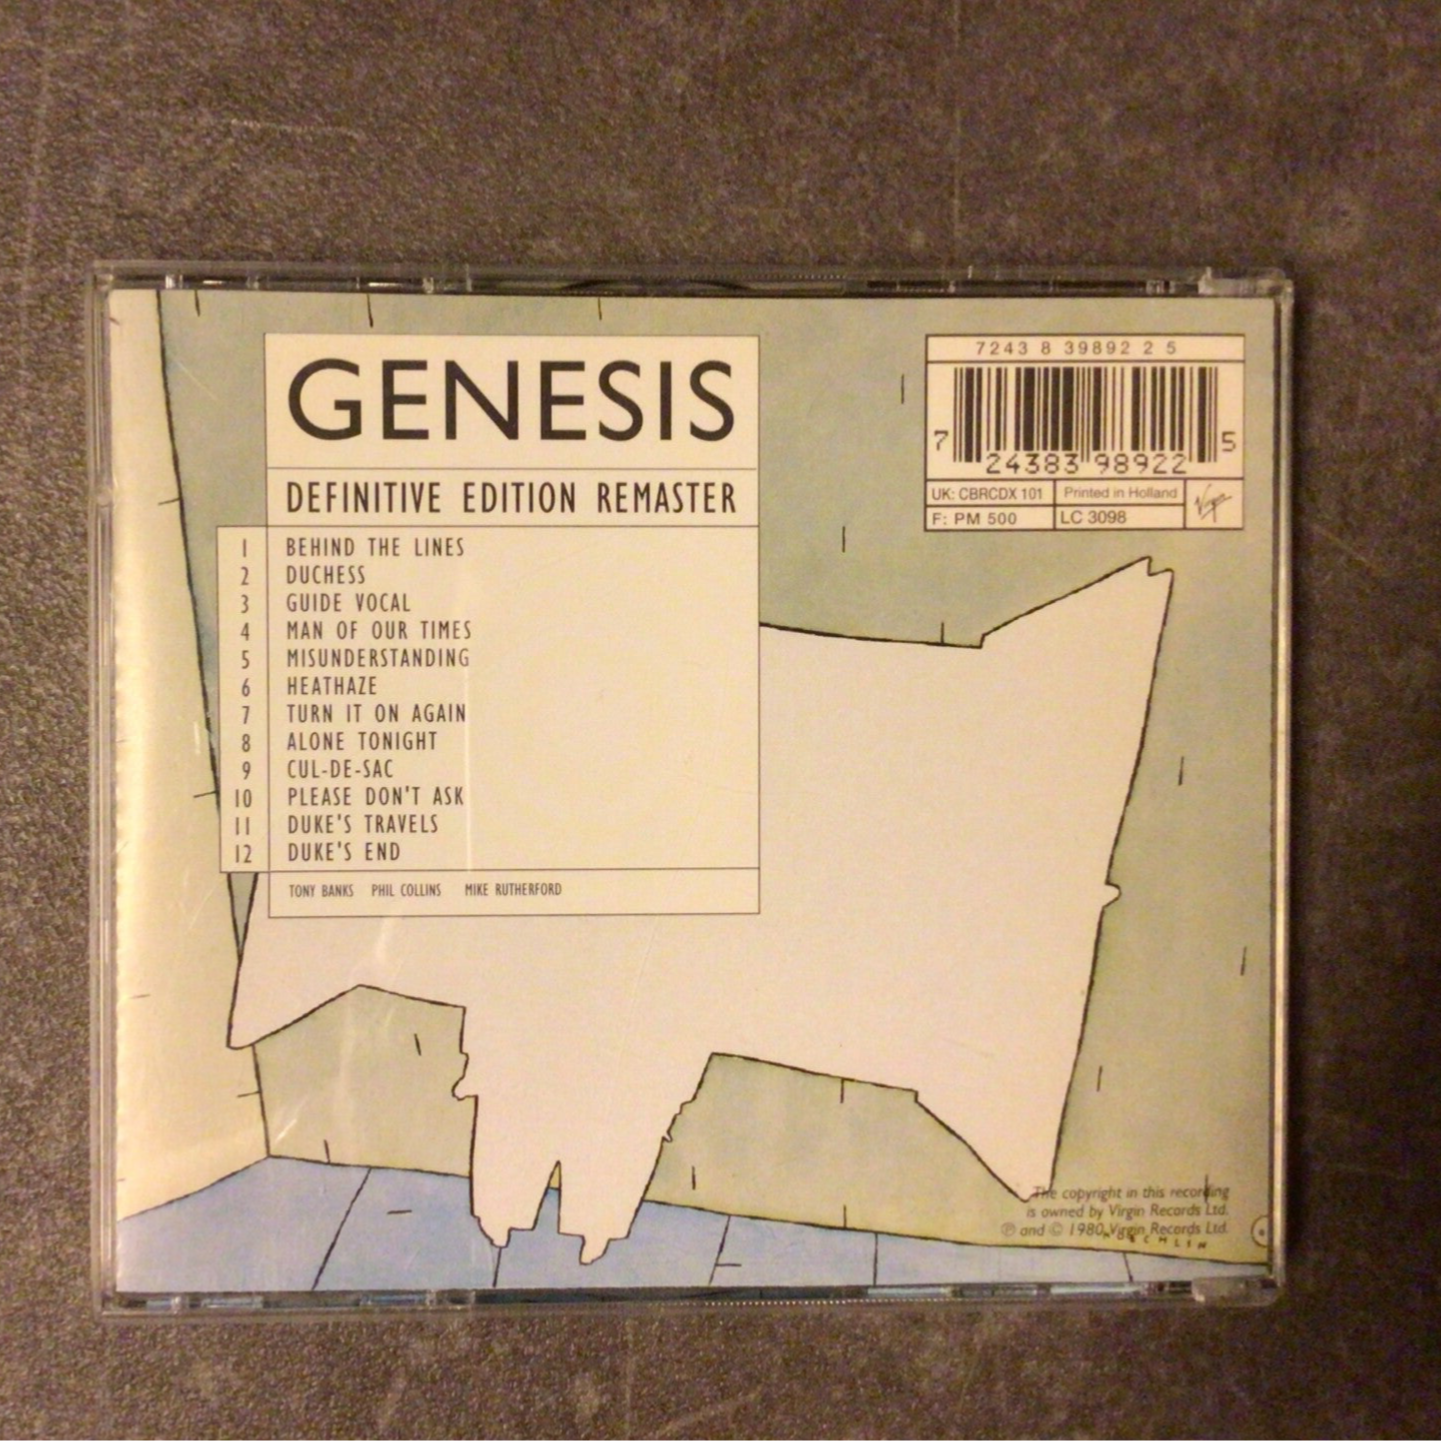 GENESIS
DEFINITIVE EDITION REMASTER
1 BEHIND THE LINES
2 DUCHESS
3 GUIDE VOCAL
4 MAN OF OUR TIMES
5 MISUNDERSTANDING
6 HEATHAZE
7 TURN IT ON AGAIN
8 ALONE TONIGHT
9 CUL-DE-SAC
10 PLEASE DON'T ASK
11 DUKE'S TRAVELS
12 DUKE'S END
TONY BANKS PHIL COLLINS MIKE RUTHERFORD
7243 8 39892 2 5
7 24383 98922 5
UK: CBRCDX 101 Printed in Holland
F: PM 500 LC 3098
Virgin
The copyright in this recording
is owned by Virgin Records Ltd.
℗ and © 1980 Virgin Records Ltd.